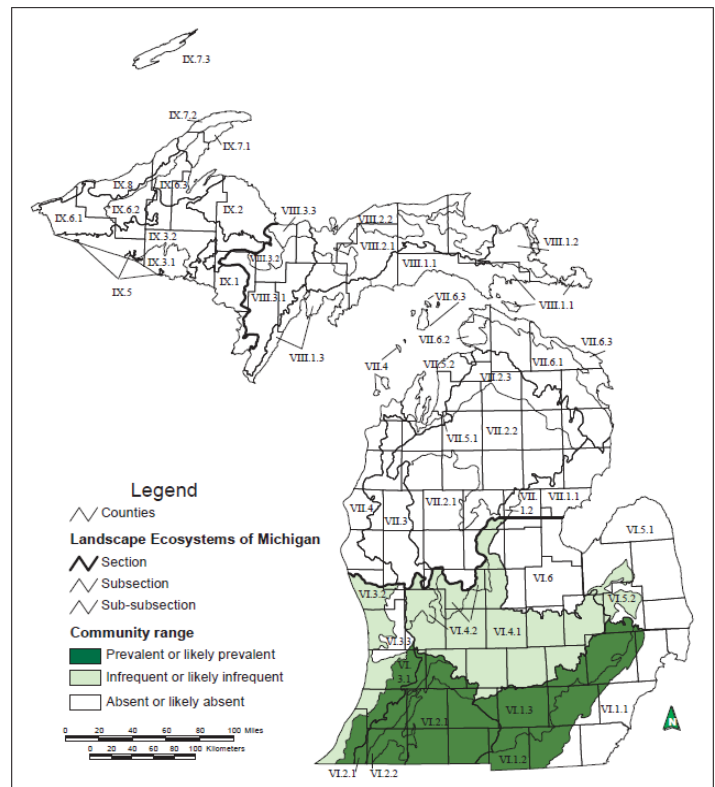 IX.7.3
IX.7.2
IX.7.1
IX.8
IX.6.3
IX.6.1
IX.6.2
IX.2
VIII.3.3
VIII.2.2
IX.3.2
VIII.2.1
VIII.1.2
VIII.3.2
IX.3.1
VIII.1.1
IX.1
IX.5
VIII.3.1
VII.6.3
VIII.1.1
VII.6.2
VII.6.3
VIII.1.3
VII.4
VII.5.2
VII.6.1
VII.2.3
VII.5.1
VII.2.2
VII.4
VII.3
VII.2.1
VII.
1.2
VII.1.1
VI.5.1
VI.6
VI.3.2
VI.5.2
VI.4.2
VI.4.1
VI.3.3
VI.
3.1
VI.1.1
VI.2.1
VI.1.3
VI.1.2
VI.2.1
VI.2.2
Legend
Counties
Landscape Ecosystems of Michigan
Section
Subsection
Sub-subsection
Community range
Prevalent or likely prevalent
Infrequent or likely infrequent
Absent or likely absent
0 20 40 60 80 100 Miles
0 20 40 60 80 100 Kilometers
N